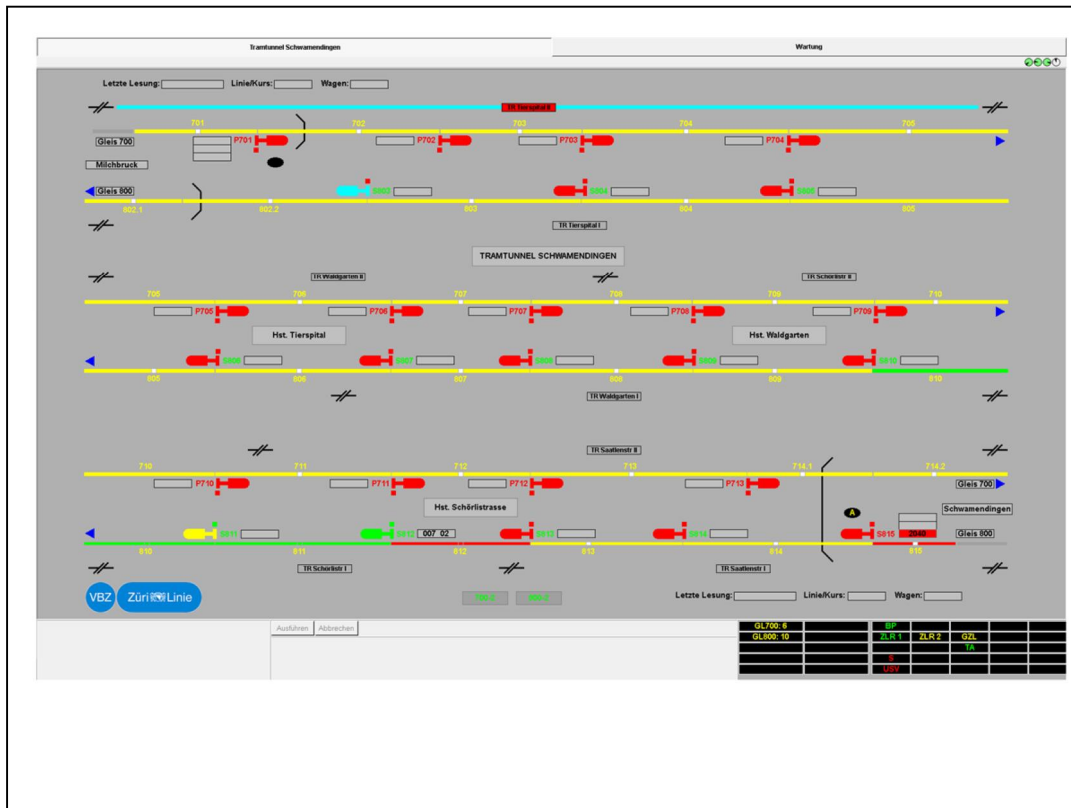 Tramtunnel Schwamendingen Wartung
Letzte Lesung: Linie/Kurs: Wagen:
TR Tierspital II
701 702 703 704 705
Gleis 700 P701 P702 P703 P704
Milchbruck
Gleis 800 S803 S804 S805
802.1 802.2 803 804 805
TR Tierspital I
TRAMTUNNEL SCHWAMENDINGEN
TR Waldgarten II TR Schörlistr II
705 706 707 708 709 710
P705 P706 P707 P708 P709
Hst. Tierspital Hst. Waldgarten
S807 S809 S810
805 806 807 808 809 810
TR Waldgarten I
TR Saatlenstr II
710 711 712 713 714.1 714.2
P710 P711 P712 P713 Gleis 700
Hst. Schörlistrasse Schwamendingen
A
S811 007 02 S814 S815 2040 Gleis 800
810 811 812 813 814 815
TR Schörlistr I TR Saatlenstr I
VBZ Züri Linie
Letzte Lesung: Linie/Kurs: Wagen:
Ausführen Abbrechen
GL700: 6 BP
GL800: 10 ZLR 1 ZLR 2 GZL
TA
S
USV